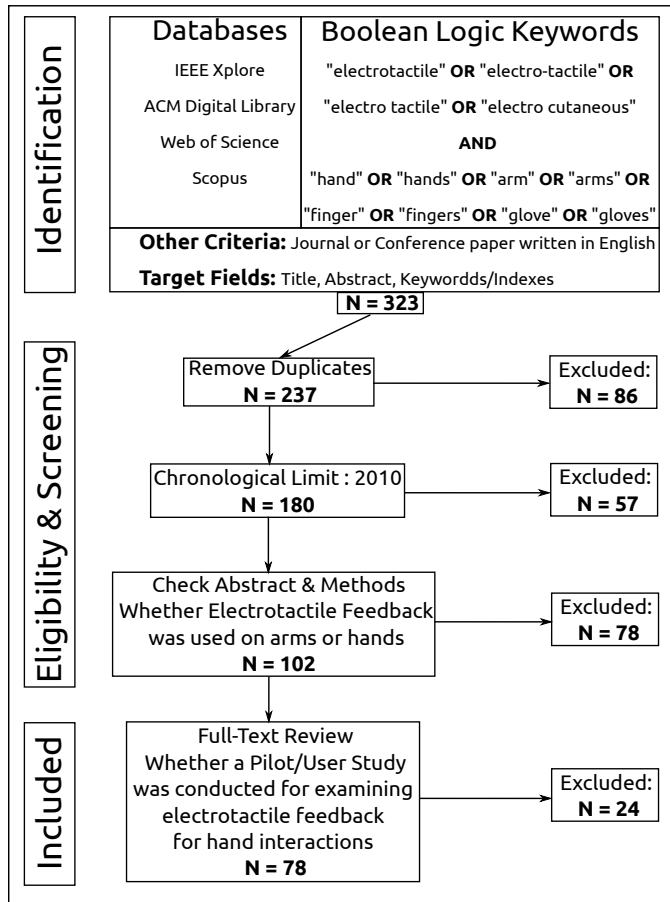 Identification
Databases
IEEE Xplore
ACM Digital Library
Web of Science
Scopus
Boolean Logic Keywords
"electrotactile" OR "electro-tactile" OR
"electro tactile" OR "electro cutaneous"
AND
"hand" OR "hands" OR "arm" OR "arms" OR
"finger" OR "fingers" OR "glove" OR "gloves"
Other Criteria: Journal or Conference paper written in English
Target Fields: Title, Abstract, Keywordds/Indexes
N = 323
Eligibility & Screening
Remove Duplicates
N = 237
Excluded:
N = 86
Chronological Limit : 2010
N = 180
Excluded:
N = 57
Check Abstract & Methods
Whether Electrotactile Feedback
was used on arms or hands
N = 102
Excluded:
N = 78
Included
Full-Text Review
Whether a Pilot/User Study
was conducted for examining
electrotactile feedback
for hand interactions
N = 78
Excluded:
N = 24